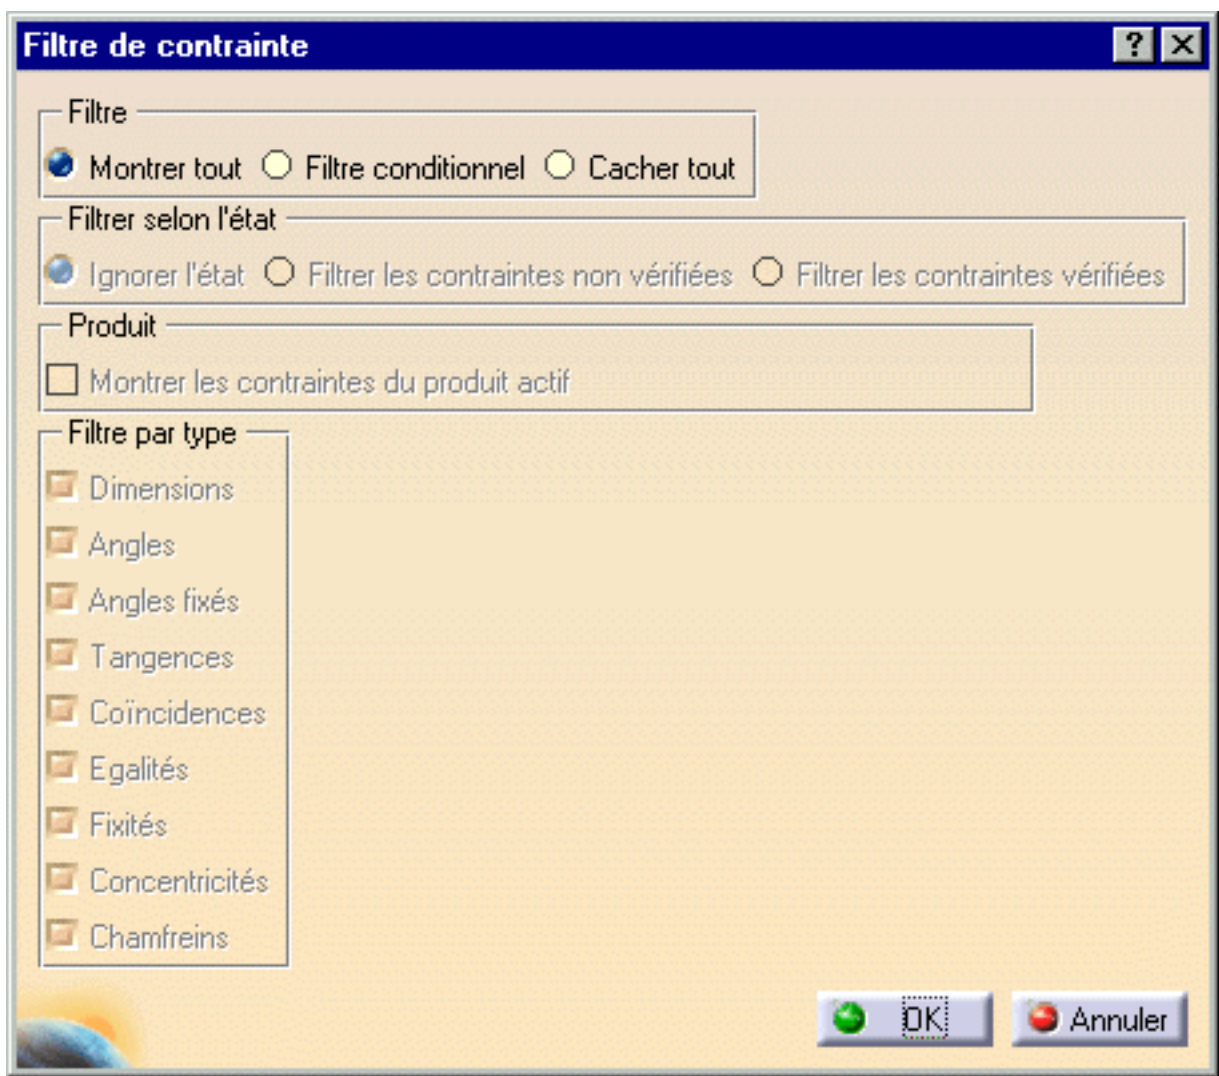 Filtre de contrainte ?
Filtre
Montrer tout Filtre conditionnel Cacher tout
Filtrer selon l'état
Ignorer l'état Filtrer les contraintes non vérifiées Filtrer les contraintes vérifiées
Produit
Montrer les contraintes du produit actif
Filtre par type
Dimensions
Angles
Angles fixés
Tangences
Coïncidences
Egalités
Fixités
Concentricités
Chamfreins
OK Annuler